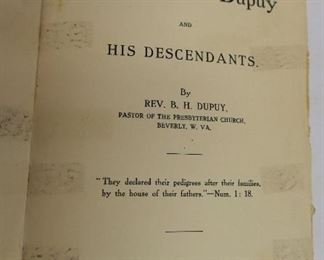 Dupuy
AND
HIS DESCENDANTS.
By
REV. B. H. DUPUY,
PASTOR OF THE PRESBYTERIAN CHURCH,
BEVERLY, W. VA.
"They declared their pedigrees after their families,
by the house of their fathers."—Num. 1: 18.